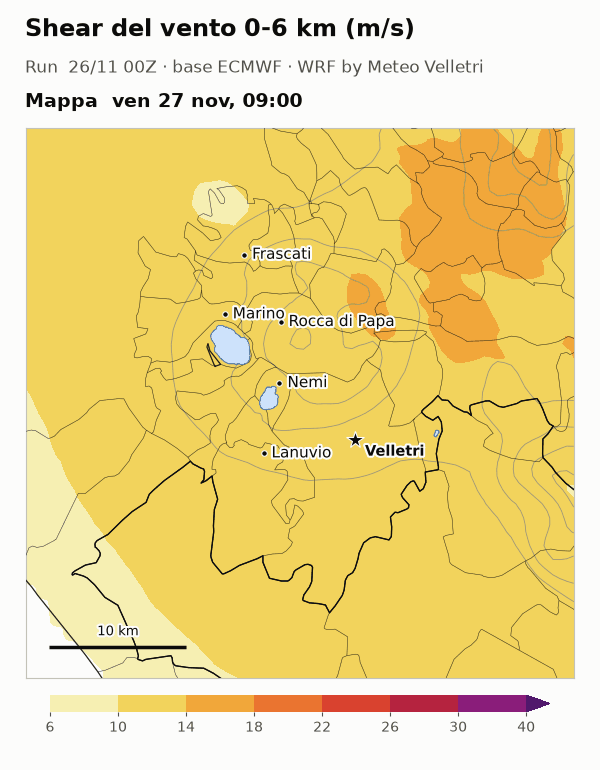 Shear del vento 0-6 km (m/s)
Run  26/11 00Z · base ECMWF · WRF by Meteo Velletri
Mappa  ven 27 nov, 09:00
Frascati
Marino
Rocca di Papa
Nemi
Velletri
Lanuvio
10 km
6 10 14 18 22 26 30 40